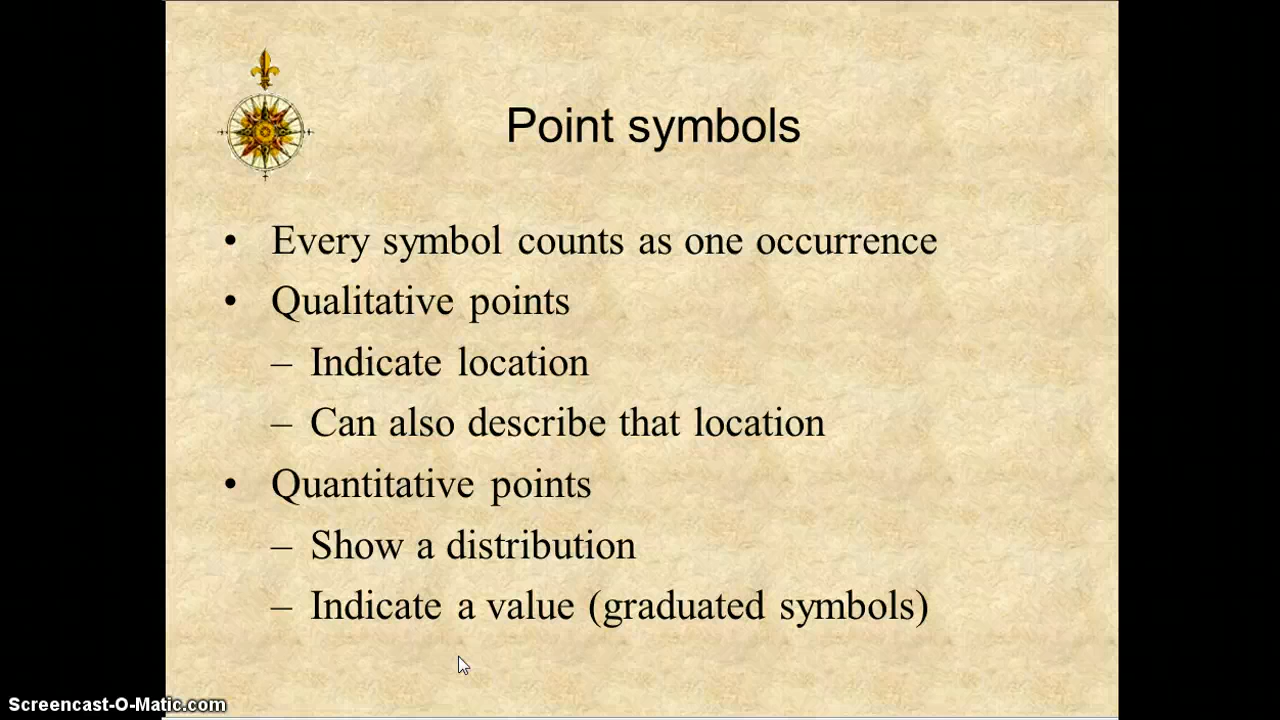 Point symbols
• Every symbol counts as one occurrence
• Qualitative points
– Indicate location
– Can also describe that location
• Quantitative points
– Show a distribution
– Indicate a value (graduated symbols)
Screencast-O-Matic.com